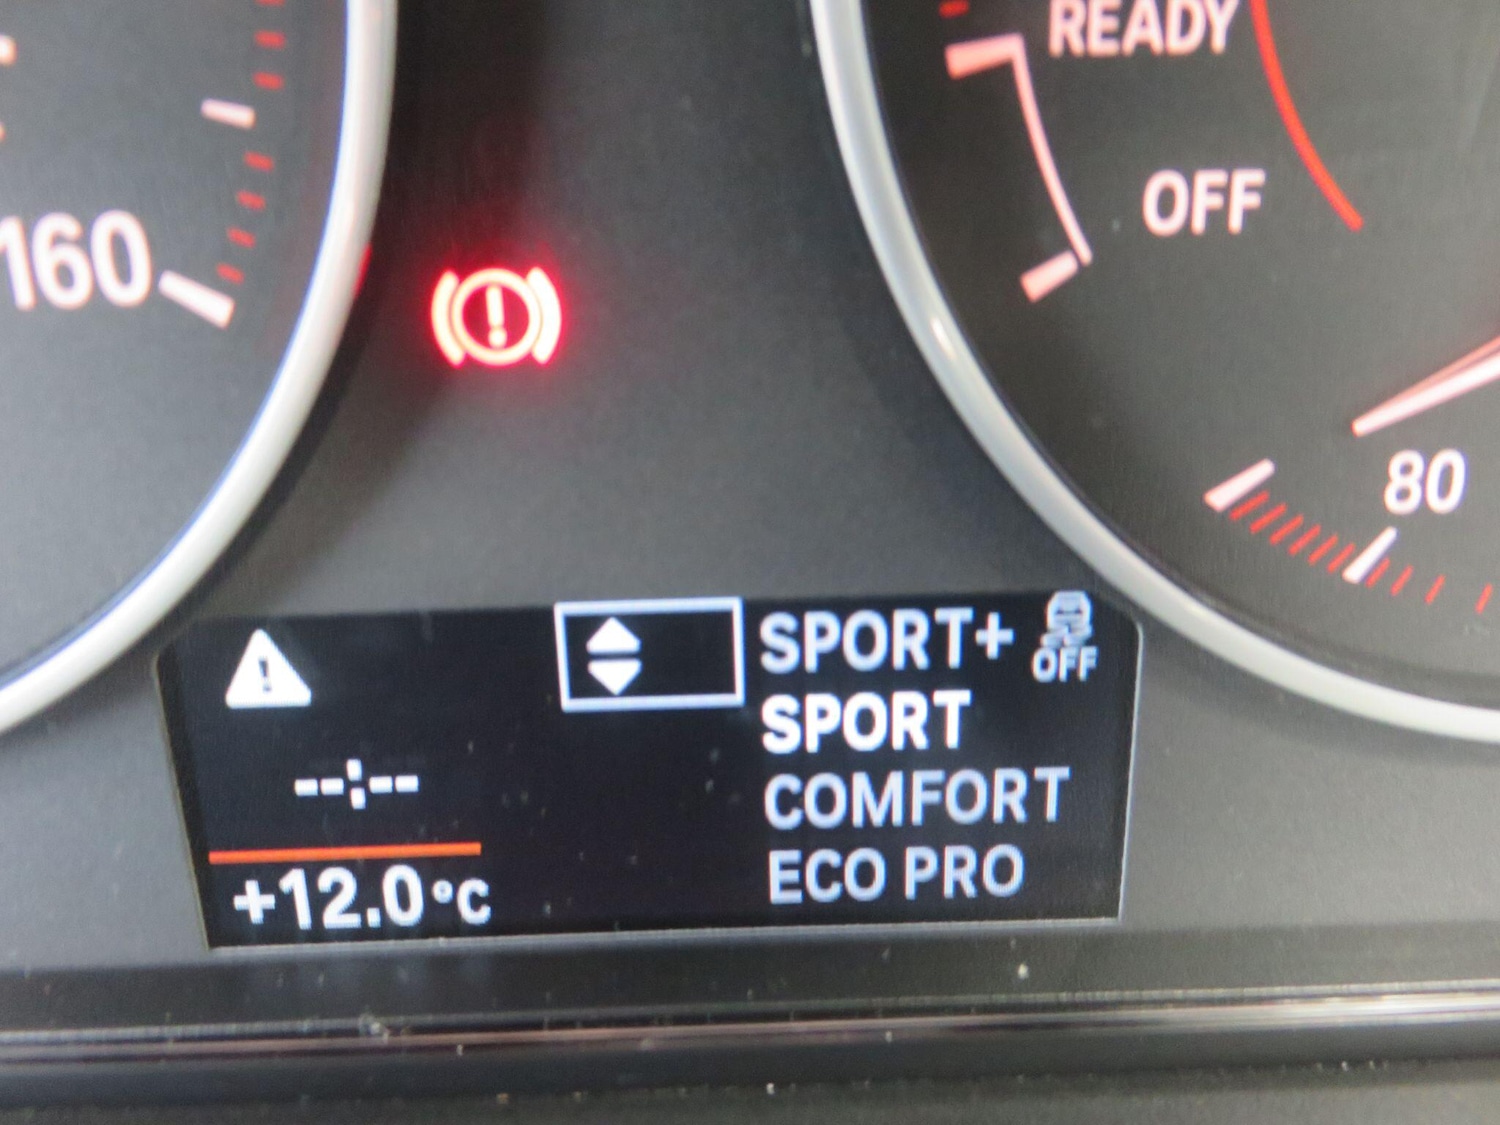 READY
160
OFF
80
SPORT+
OFF
SPORT
COMFORT
ECO PRO
--:--
+12.0°C